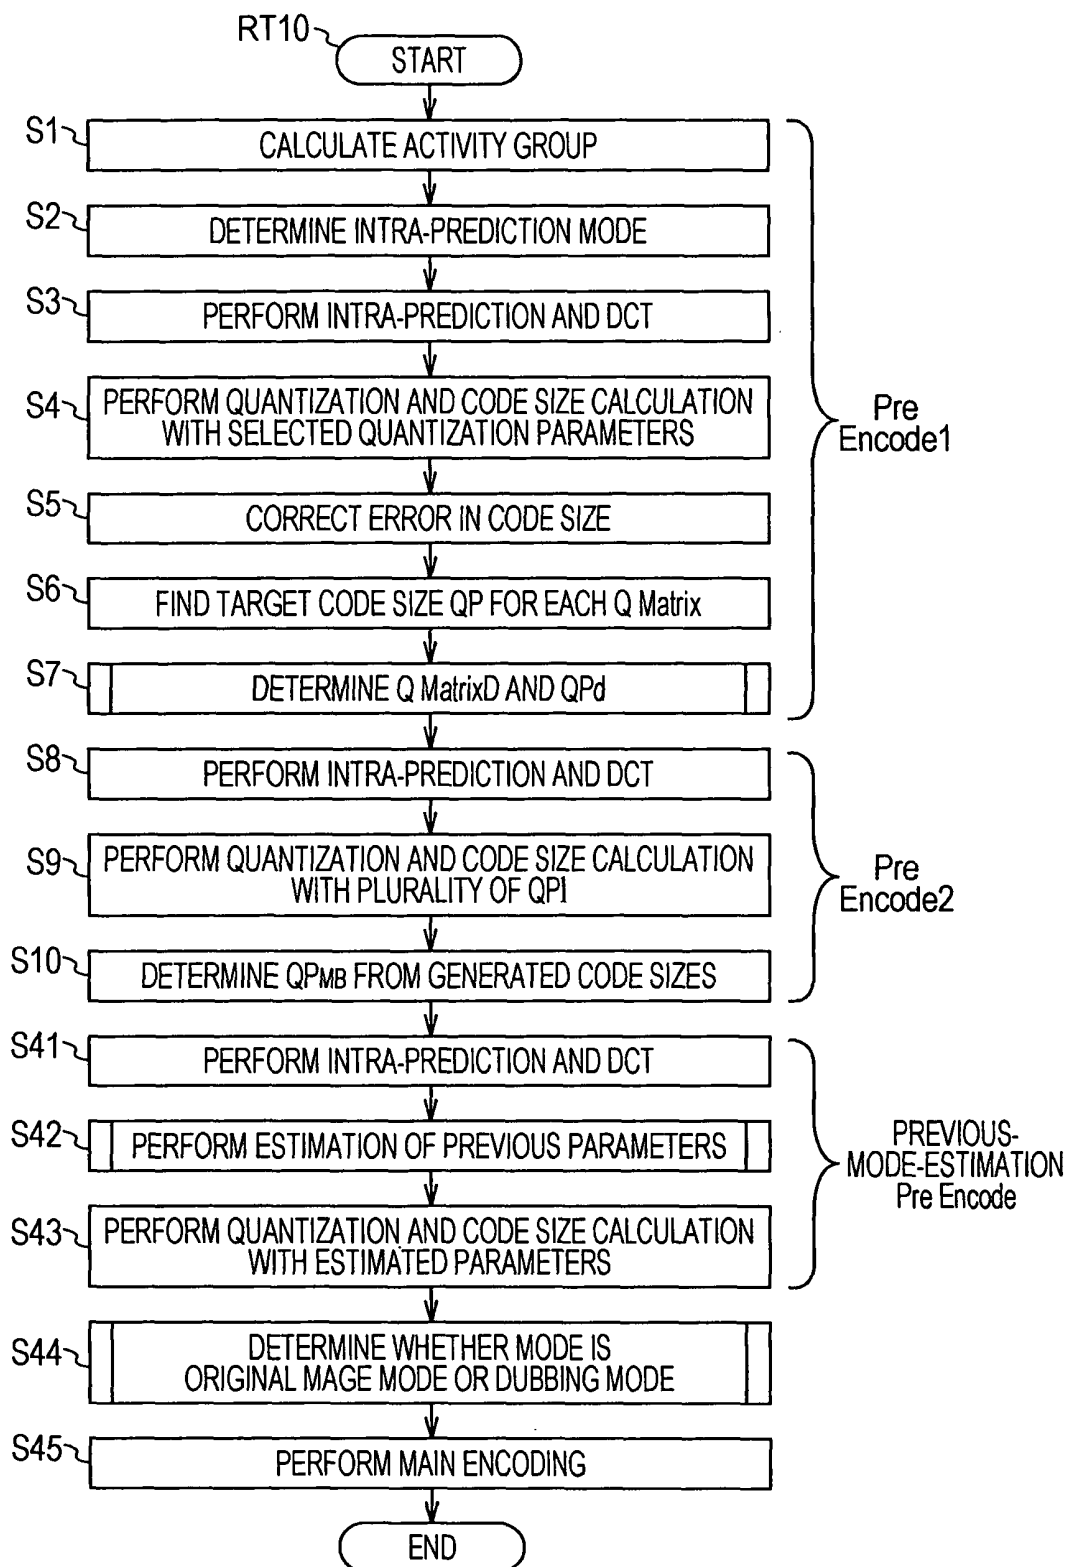 RT10
START
S1
CALCULATE ACTIVITY GROUP
S2
DETERMINE INTRA-PREDICTION MODE
S3
PERFORM INTRA-PREDICTION AND DCT
S4
PERFORM QUANTIZATION AND CODE SIZE CALCULATION
WITH SELECTED QUANTIZATION PARAMETERS
S5
CORRECT ERROR IN CODE SIZE
S6
FIND TARGET CODE SIZE QP FOR EACH Q Matrix
S7
DETERMINE Q MatrixD AND QPd
Pre
Encode1
S8
PERFORM INTRA-PREDICTION AND DCT
S9
PERFORM QUANTIZATION AND CODE SIZE CALCULATION
WITH PLURALITY OF QP1
S10
DETERMINE QPMB FROM GENERATED CODE SIZES
Pre
Encode2
S41
PERFORM INTRA-PREDICTION AND DCT
S42
PERFORM ESTIMATION OF PREVIOUS PARAMETERS
S43
PERFORM QUANTIZATION AND CODE SIZE CALCULATION
WITH ESTIMATED PARAMETERS
PREVIOUS-
MODE-ESTIMATION
Pre Encode
S44
DETERMINE WHETHER MODE IS
ORIGINAL MAGE MODE OR DUBBING MODE
S45
PERFORM MAIN ENCODING
END